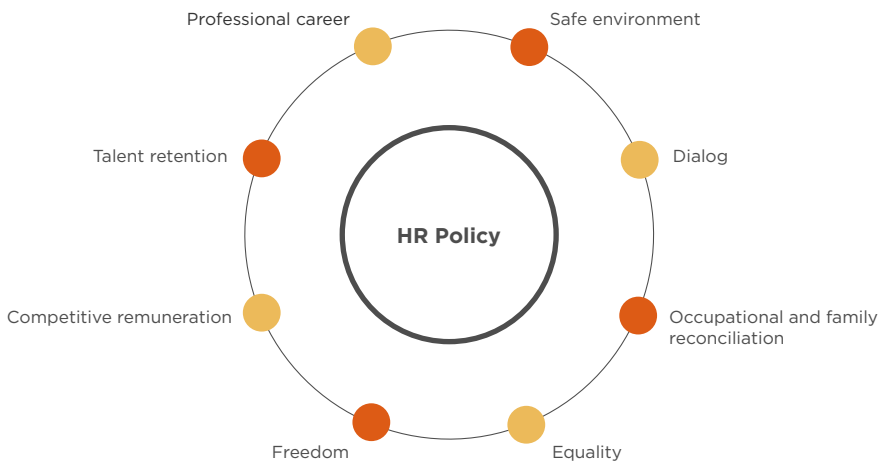 Professional career
Safe environment
Talent retention
Dialog
HR Policy
Competitive remuneration
Occupational and family
reconciliation
Freedom
Equality